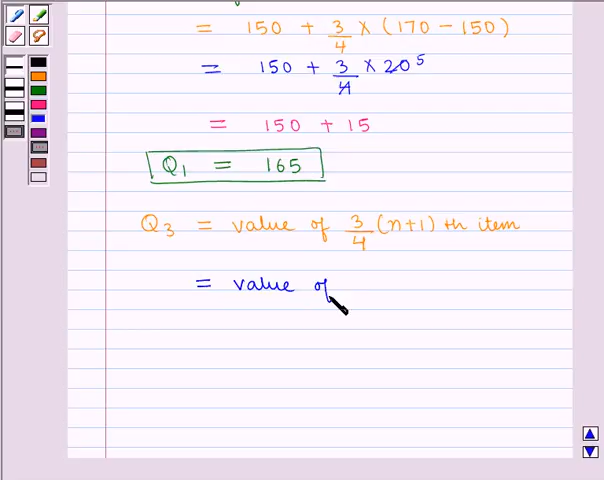 = 150 + 3/4 × (170 − 150)
= 150 + 3/4 × 20 5
= 150 + 15
Q1 = 165
Q3 = value of 3/4 (n+1) th item
= value of